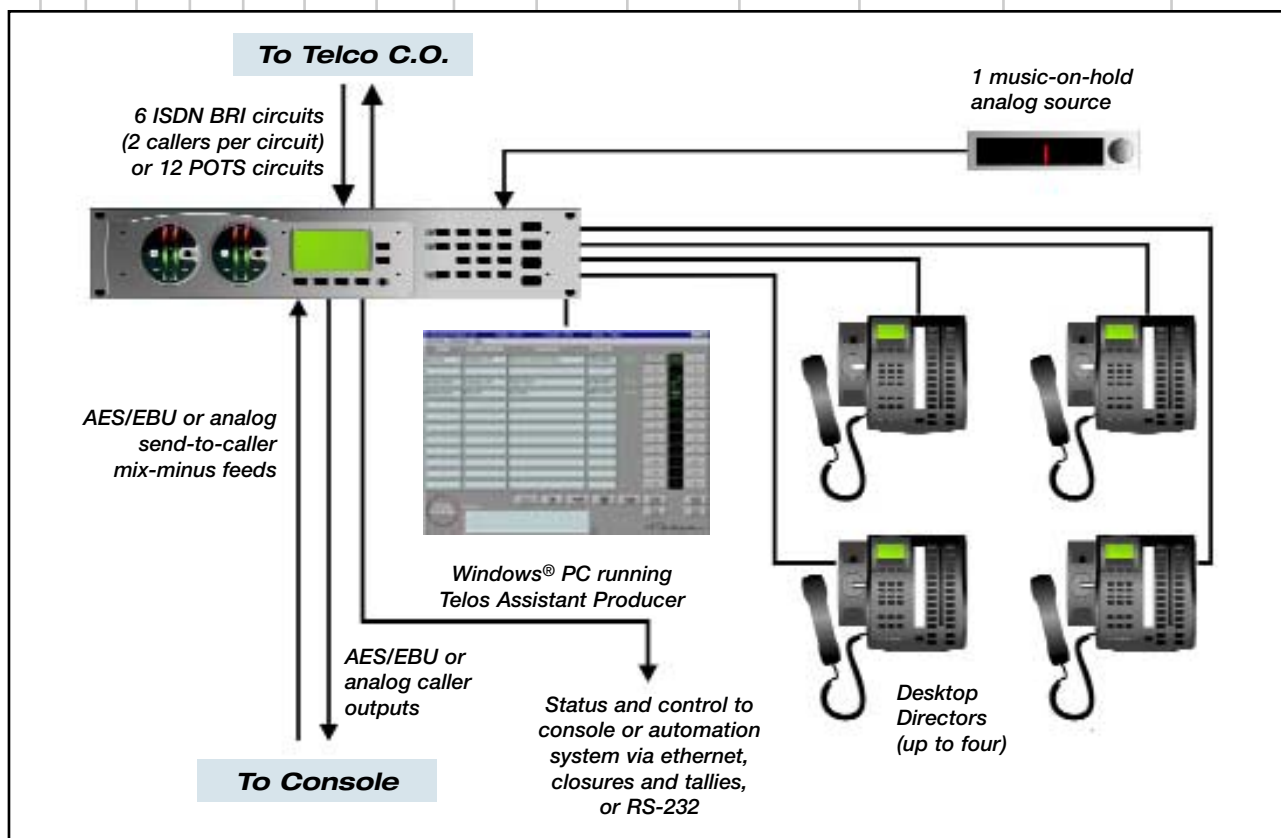 To Telco C.O.
6 ISDN BRI circuits
(2 callers per circuit)
or 12 POTS circuits
1 music-on-hold
analog source
AES/EBU or analog
send-to-caller
mix-minus feeds
Windows® PC running
Telos Assistant Producer
AES/EBU or
analog caller
outputs
Status and control to
console or automation
system via ethernet,
closures and tallies,
or RS-232
Desktop
Directors
(up to four)
To Console